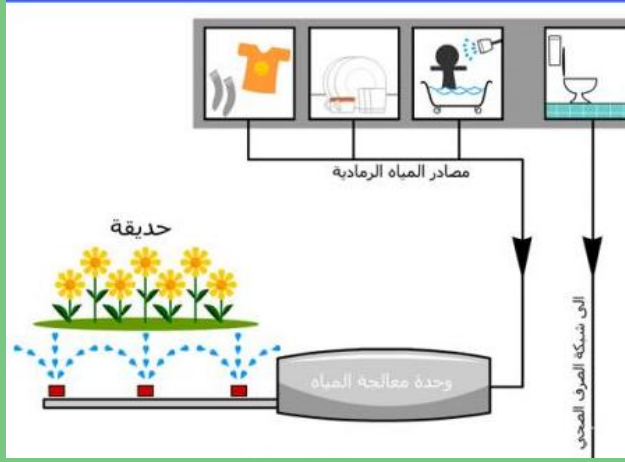 مصادر المياه الرمادية
حديقة
وحدة معالجة المياه
الى شبكة الصرف الصحي